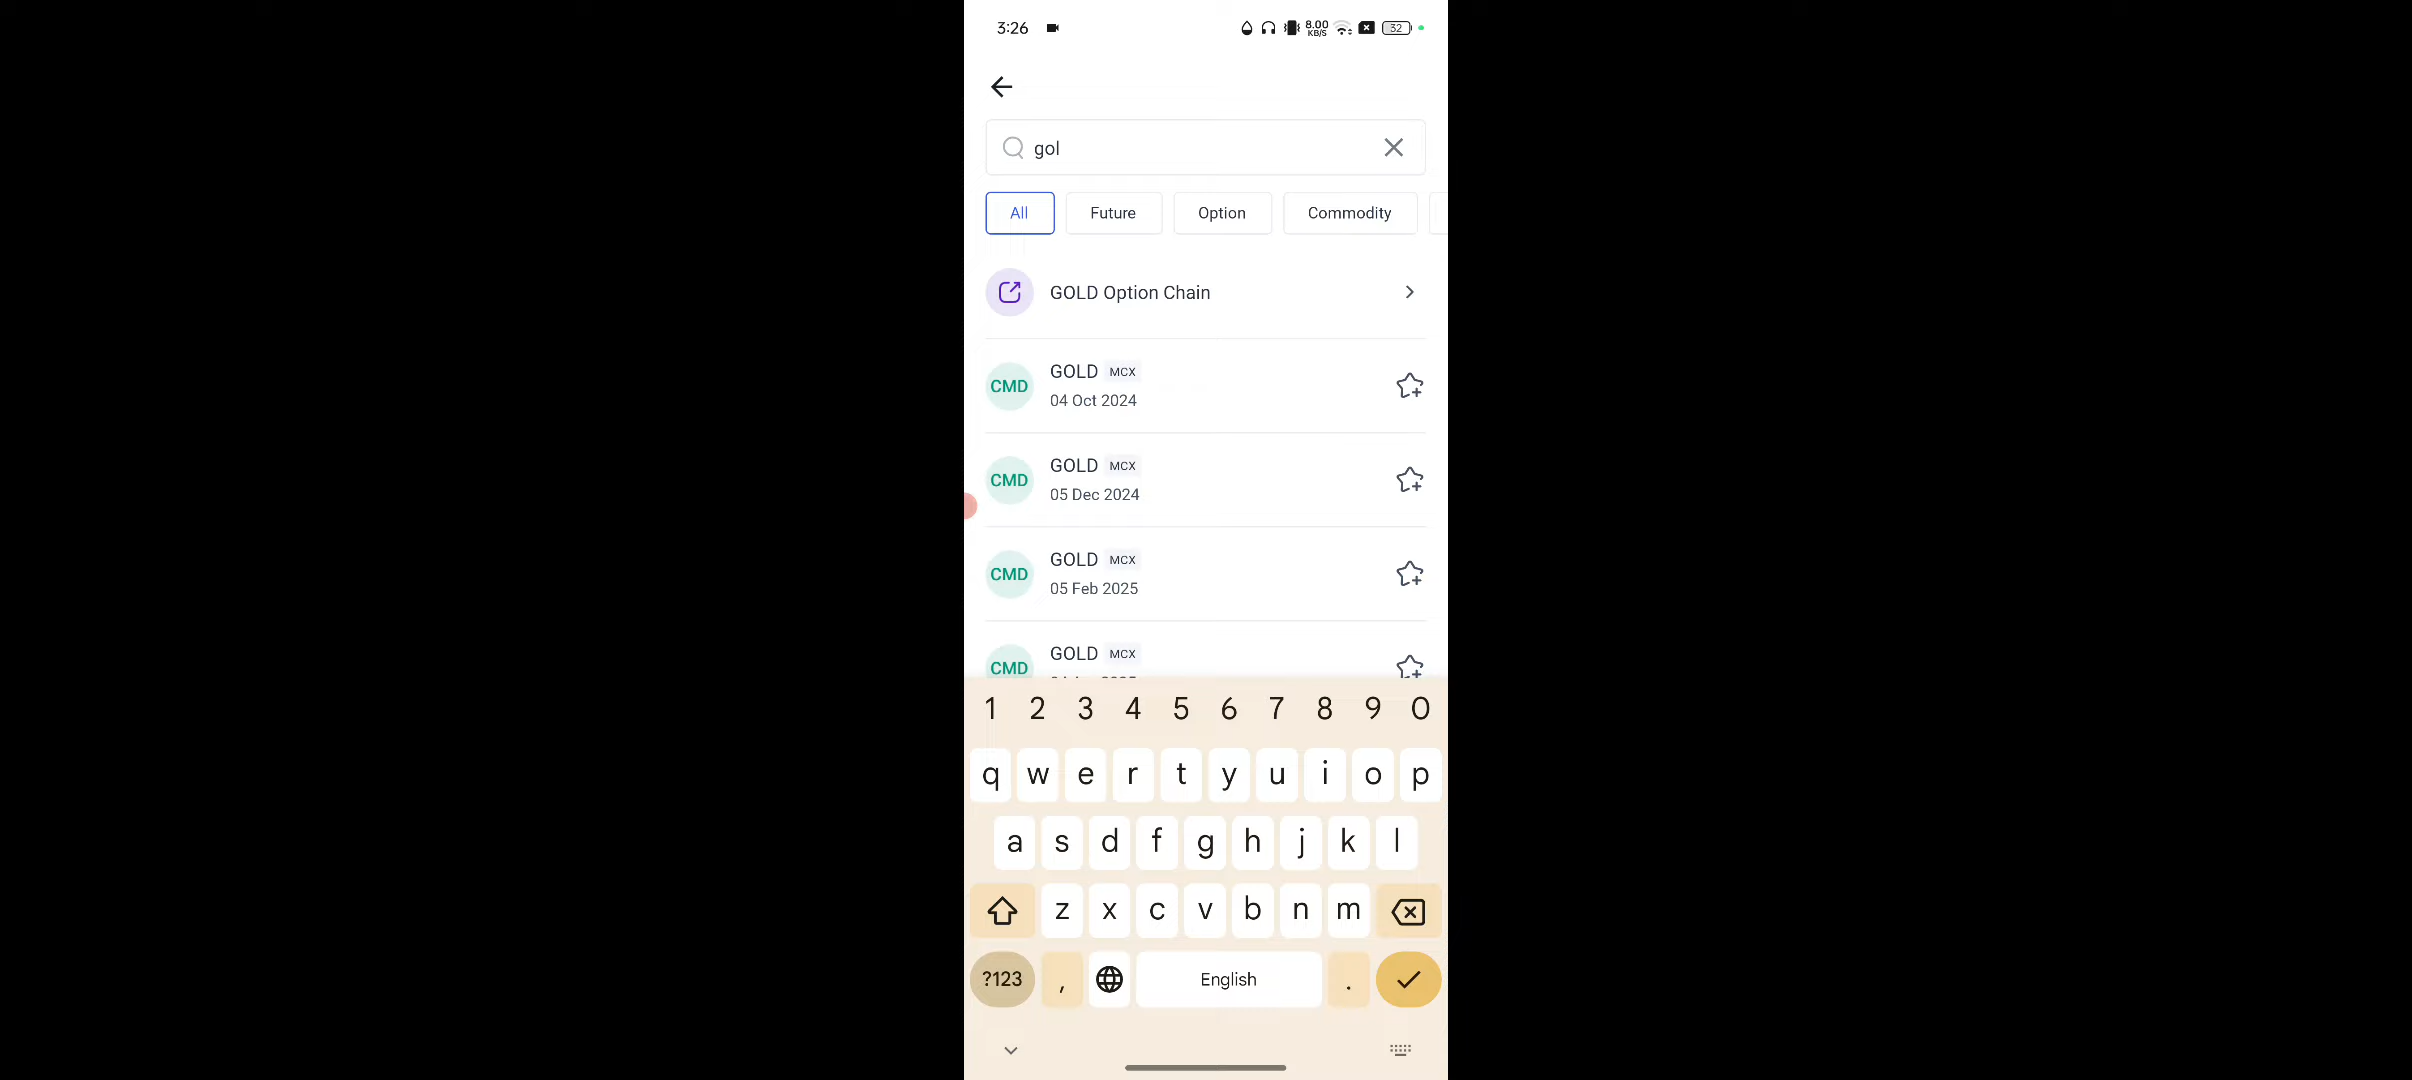 3:26
8.00
KB/S
32
gol
All Future Option Commodity
GOLD Option Chain
CMD GOLD MCX
04 Oct 2024
CMD GOLD MCX
05 Dec 2024
CMD GOLD MCX
05 Feb 2025
CMD GOLD MCX
1 2 3 4 5 6 7 8 9 0
q w e r t y u i o p
a s d f g h j k l
z x c v b n m
?123 , English .